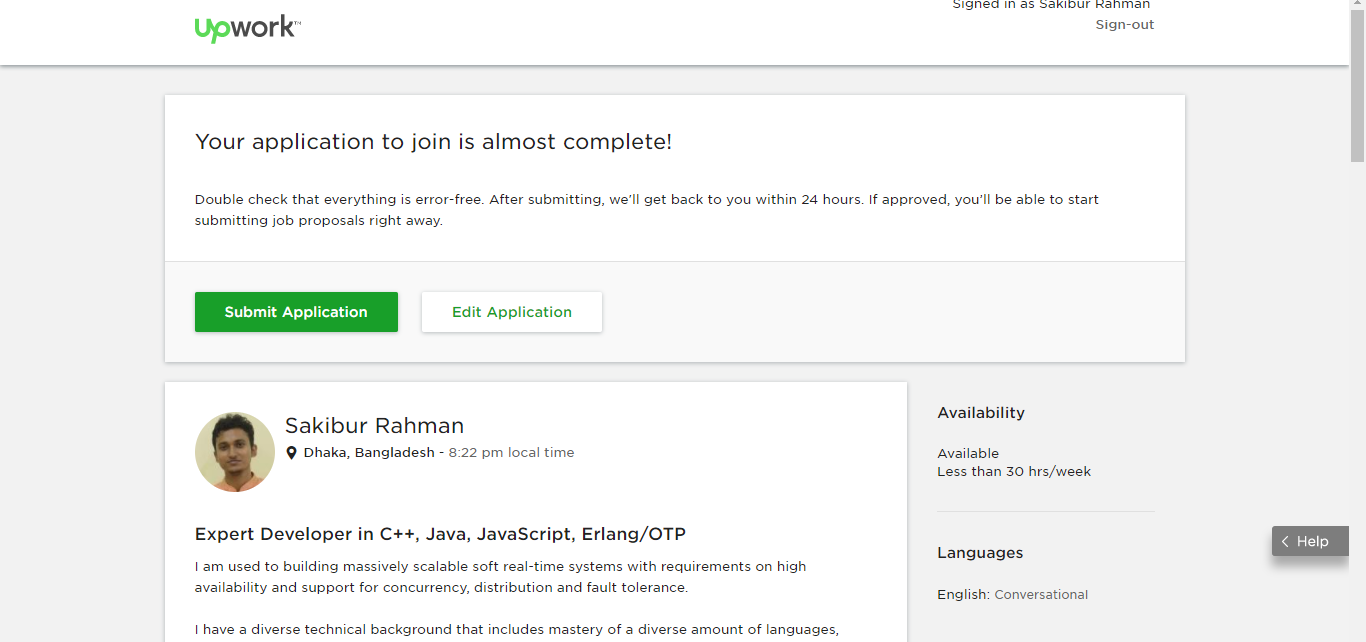 Signed in as Sakibur Rahman
upwork™
Sign-out
Your application to join is almost complete!
Double check that everything is error-free. After submitting, we'll get back to you within 24 hours. If approved, you'll be able to start
submitting job proposals right away.
Submit Application
Edit Application
Sakibur Rahman
Dhaka, Bangladesh - 8:22 pm local time
Expert Developer in C++, Java, JavaScript, Erlang/OTP
I am used to building massively scalable soft real-time systems with requirements on high
availability and support for concurrency, distribution and fault tolerance.
I have a diverse technical background that includes mastery of a diverse amount of languages,
Availability
Available
Less than 30 hrs/week
Languages
English: Conversational
Help